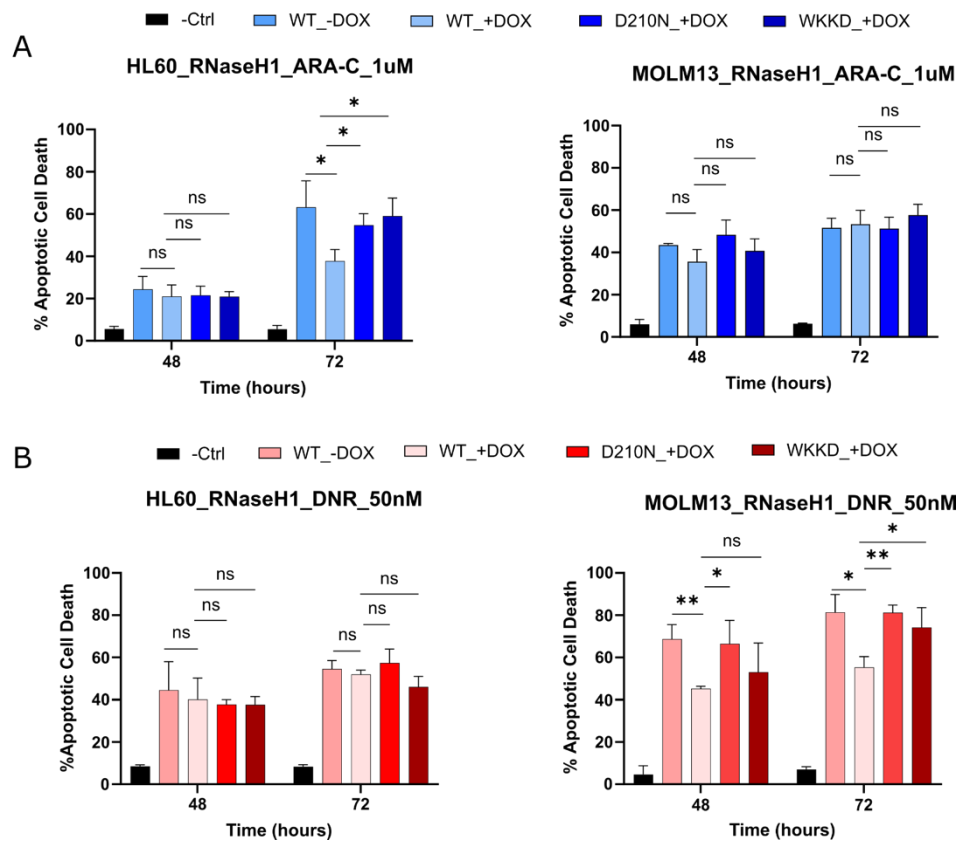 -Ctrl WT_-DOX WT_+DOX D210N_+DOX WKKD_+DOX
A
HL60_RNaseH1_ARA-C_1uM
% Apoptotic Cell Death
100
80
60
40
20
0
ns
ns
ns
*
*
*
48
72
Time (hours)
MOLM13_RNaseH1_ARA-C_1uM
% Apoptotic Cell Death
100
80
60
40
20
0
ns
ns
ns
ns
ns
ns
48
72
Time (hours)
-Ctrl WT_-DOX WT_+DOX D210N_+DOX WKKD_+DOX
B
HL60_RNaseH1_DNR_50nM
%Apoptotic Cell Death
100
80
60
40
20
0
ns
ns
ns
ns
ns
ns
48
72
Time (hours)
MOLM13_RNaseH1_DNR_50nM
% Apoptotic Cell Death
100
80
60
40
20
0
ns
*
**
*
**
*
48
72
Time (hours)